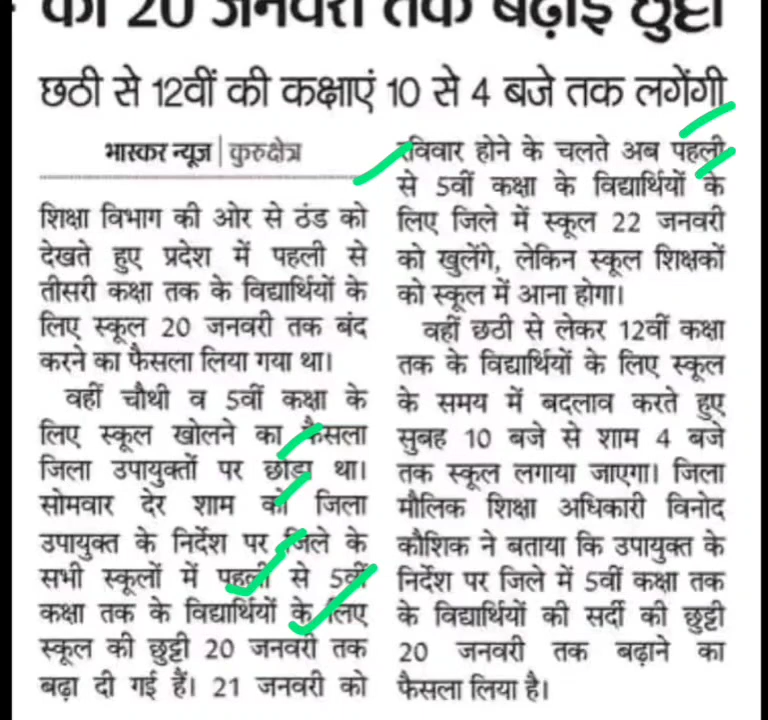 को 20 जनवरी तक बढ़ाई छुट्टी
छठी से 12वीं की कक्षाएं 10 से 4 बजे तक लगेंगी
भास्कर न्यूज | कुरुक्षेत्र
शिक्षा विभाग की ओर से ठंड को
देखते हुए प्रदेश में पहली से
तीसरी कक्षा तक के विद्यार्थियों के
लिए स्कूल 20 जनवरी तक बंद
करने का फैसला लिया गया था।
वहीं चौथी व 5वीं कक्षा के
लिए स्कूल खोलने का फैसला
जिला उपायुक्तों पर छोड़ा था।
सोमवार देर शाम को जिला
उपायुक्त के निर्देश पर जिले के
सभी स्कूलों में पहली से 5वीं
कक्षा तक के विद्यार्थियों के लिए
स्कूल की छुट्टी 20 जनवरी तक
बढ़ा दी गई हैं। 21 जनवरी को
रविवार होने के चलते अब पहली
से 5वीं कक्षा के विद्यार्थियों के
लिए जिले में स्कूल 22 जनवरी
को खुलेंगे, लेकिन स्कूल शिक्षकों
को स्कूल में आना होगा।
वहीं छठी से लेकर 12वीं कक्षा
तक के विद्यार्थियों के लिए स्कूल
के समय में बदलाव करते हुए
सुबह 10 बजे से शाम 4 बजे
तक स्कूल लगाया जाएगा। जिला
मौलिक शिक्षा अधिकारी विनोद
कौशिक ने बताया कि उपायुक्त के
निर्देश पर जिले में 5वीं कक्षा तक
के विद्यार्थियों की सर्दी की छुट्टी
20 जनवरी तक बढ़ाने का
फैसला लिया है।